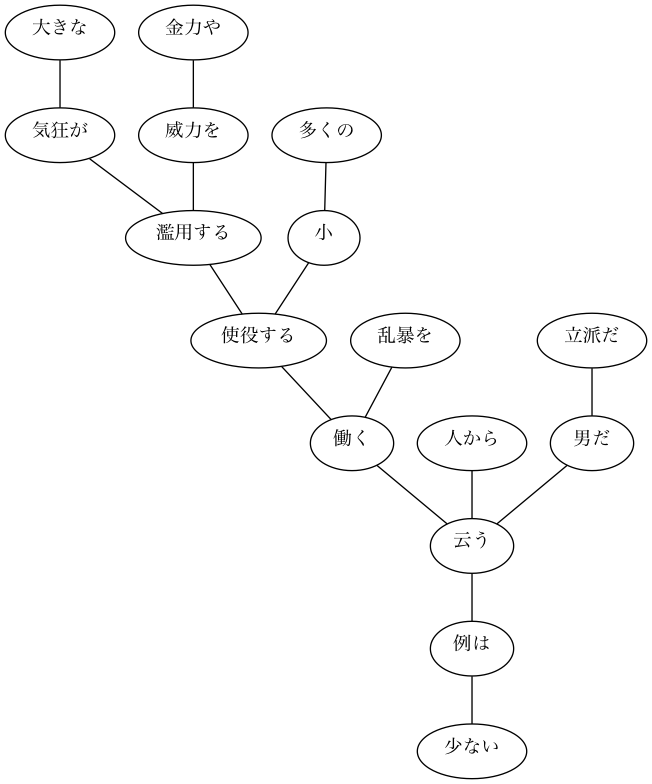 大きな
金力や
気狂が
威力を
多くの
濫用する
小
使役する
乱暴を
立派だ
働く
人から
男だ
云う
例は
少ない